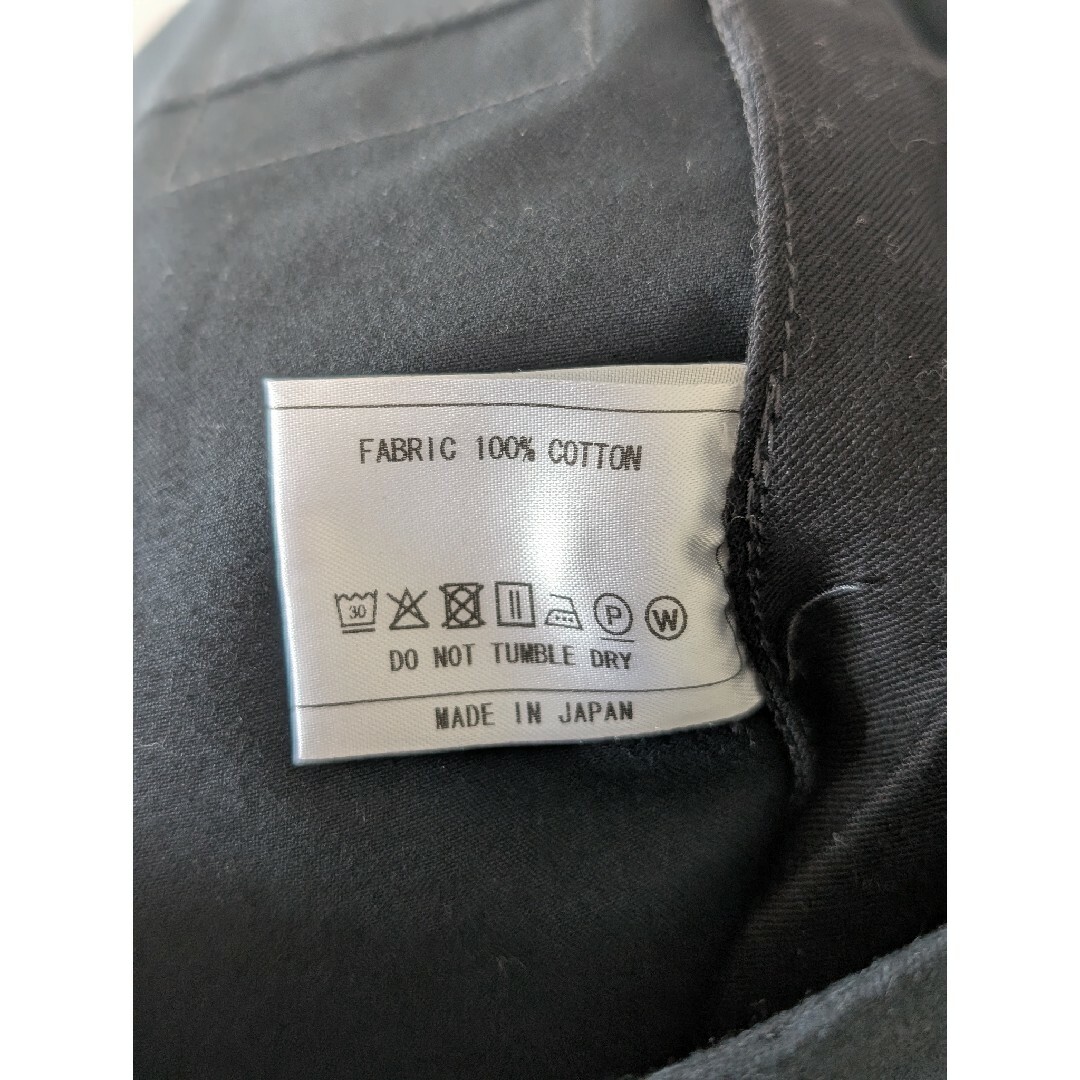 FABRIC 100% COTTON
30 P W
DO NOT TUMBLE DRY
MADE IN JAPAN